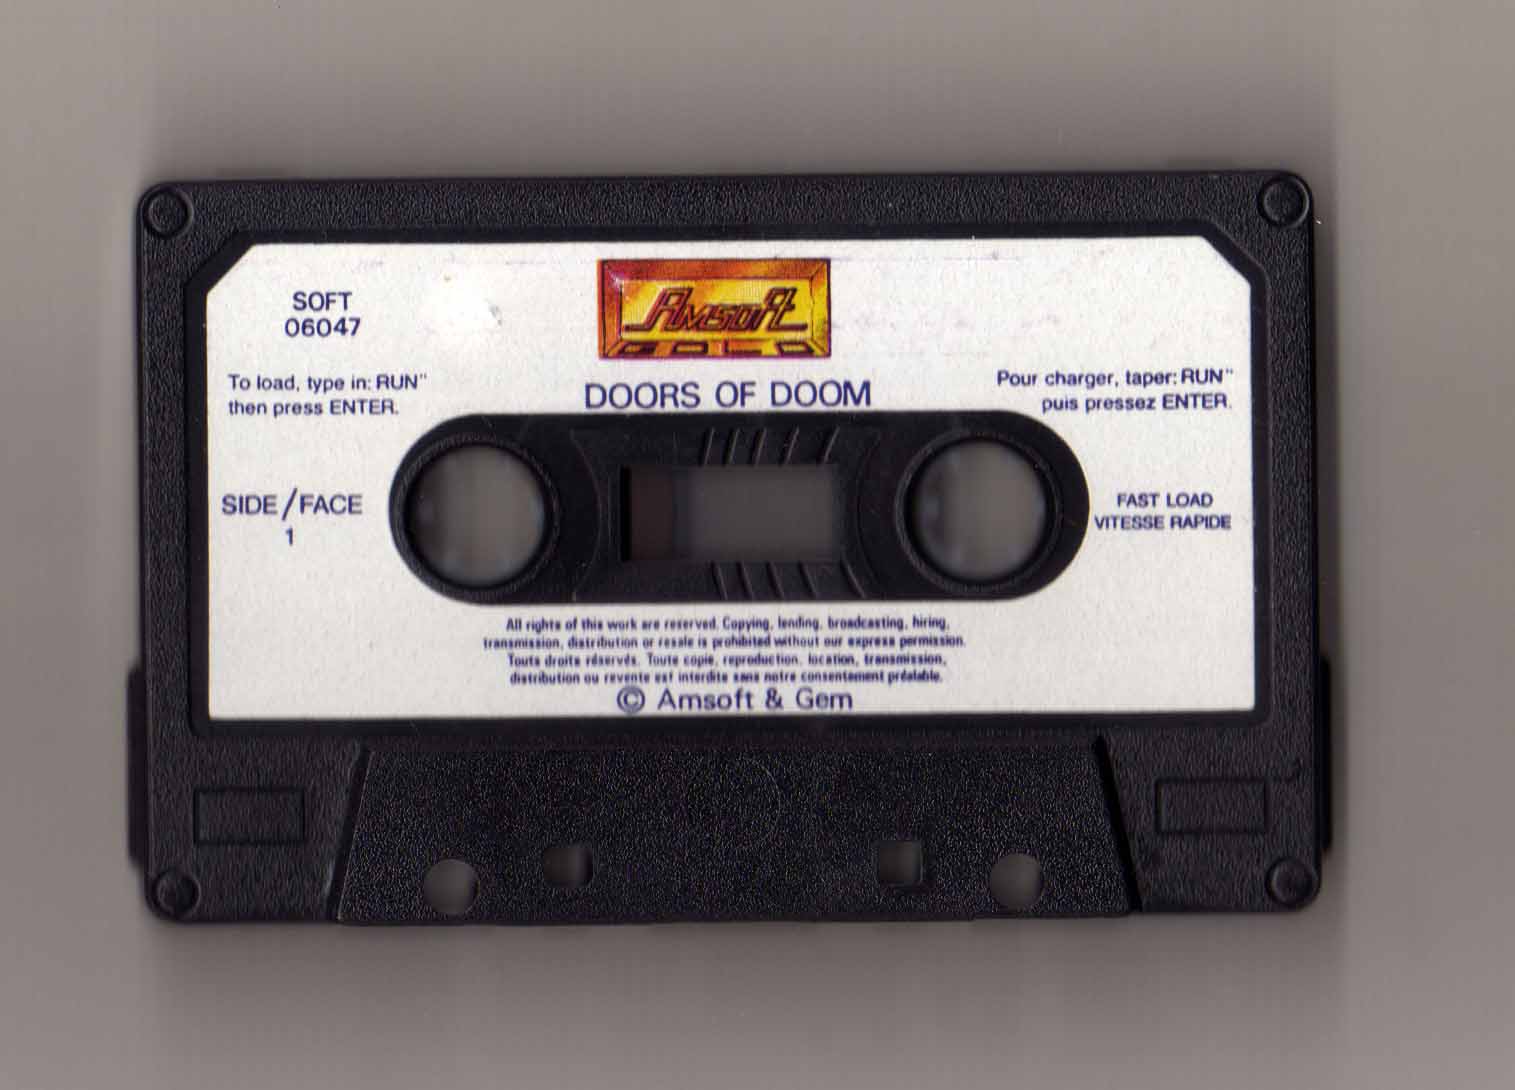 SOFT
06047
Amsoft
GOLD
To load, type in: RUN"
then press ENTER.
DOORS OF DOOM
Pour charger, taper: RUN"
puis pressez ENTER.
SIDE/FACE
1
FAST LOAD
VITESSE RAPIDE
All rights of this work are reserved. Copying, lending, broadcasting, hiring,
transmission, distribution or resale is prohibited without our express permission.
Touts droits réservés. Toute copie, reproduction, location, transmission,
distribution ou revente est interdite sans notre consentement préalable.
© Amsoft & Gem